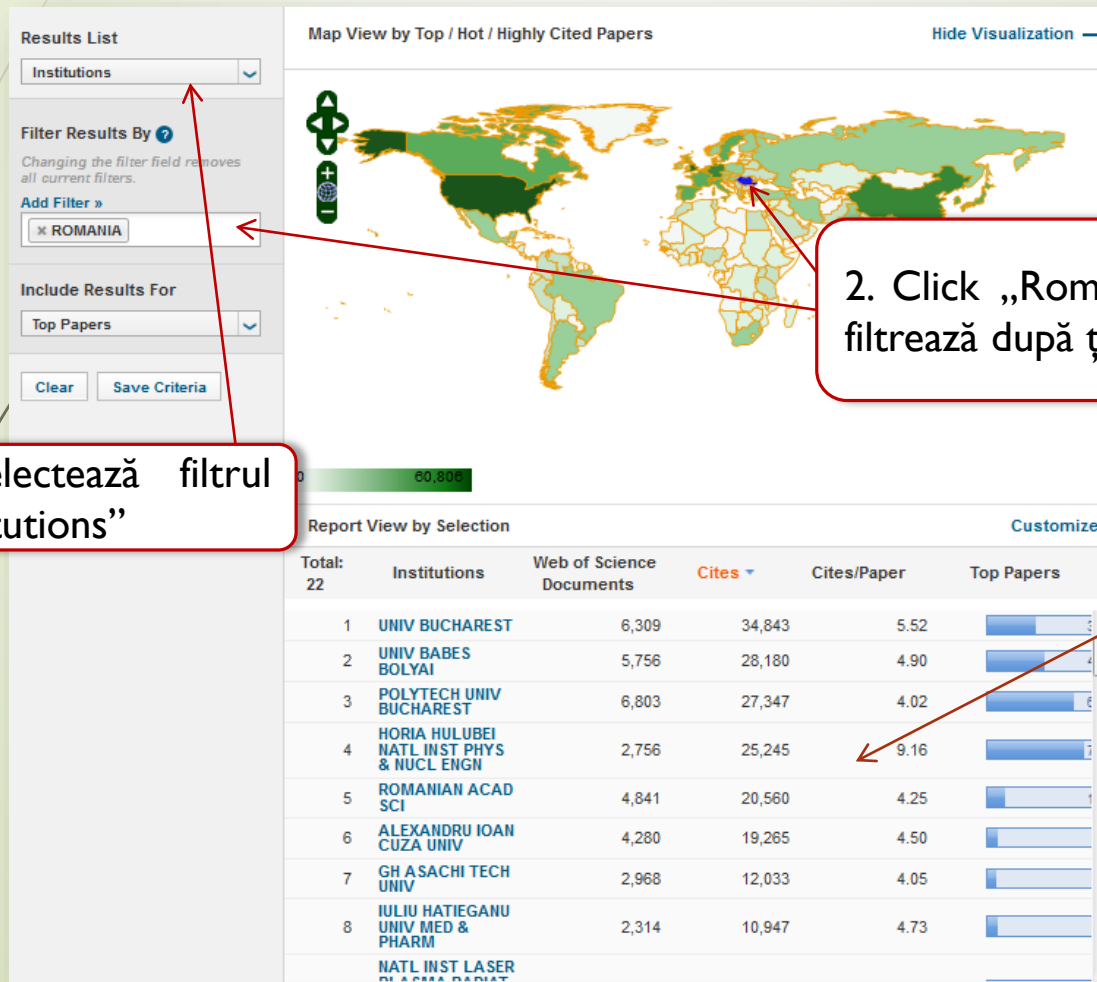 Results List
Institutions
Filter Results By ?
Changing the filter field removes
all current filters.
Add Filter »
× ROMANIA
Include Results For
Top Papers
Clear Save Criteria
Map View by Top / Hot / Highly Cited Papers Hide Visualization
2. Click „Rom
filtrează după ț
electează filtrul
tutions”
0 60,806
Report View by Selection Customize
Total: Institutions Web of Science Cites Cites/Paper Top Papers
22 Documents
1 UNIV BUCHAREST 6,309 34,843 5.52
2 UNIV BABES 5,756 28,180 4.90
BOLYAI
3 POLYTECH UNIV 6,803 27,347 4.02
BUCHAREST
HORIA HULUBEI
4 NATL INST PHYS 2,756 25,245 9.16
& NUCL ENGN
5 ROMANIAN ACAD 4,841 20,560 4.25
SCI
6 ALEXANDRU IOAN 4,280 19,265 4.50
CUZA UNIV
7 GH ASACHI TECH 2,968 12,033 4.05
UNIV
IULIU HATIEGANU
8 UNIV MED & 2,314 10,947 4.73
PHARM
NATL INST LASER